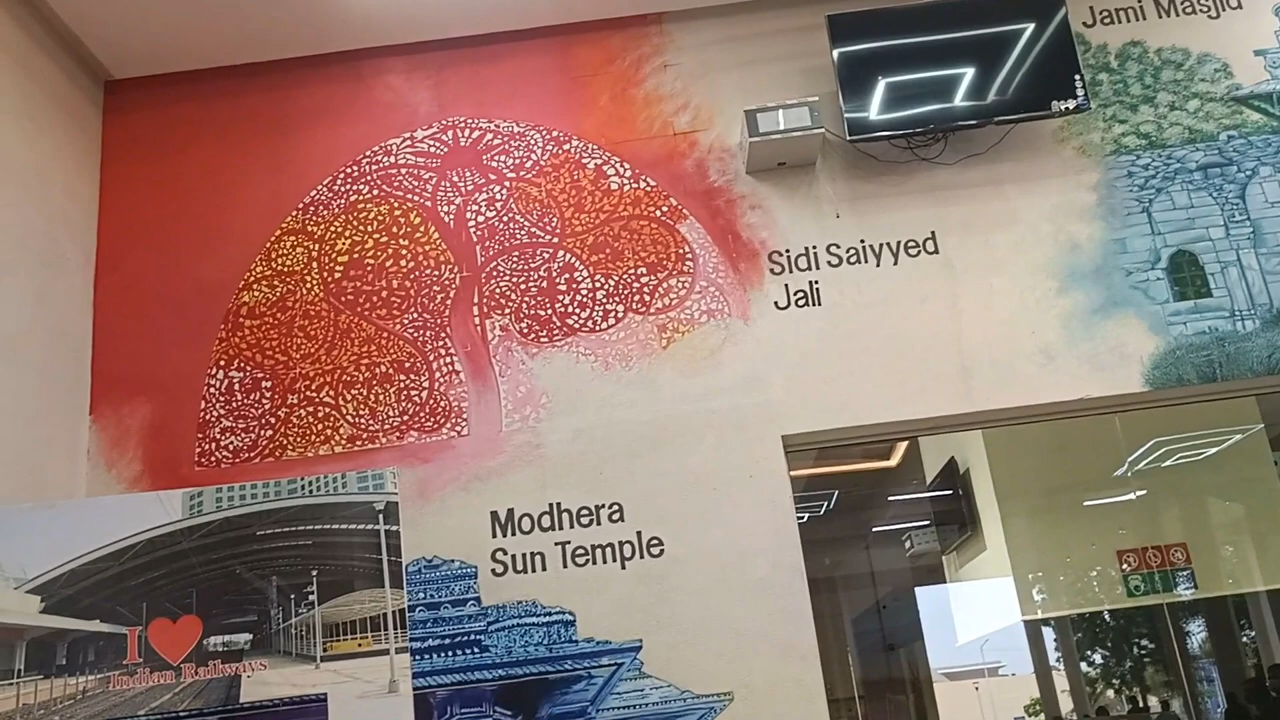 Jami Masjid
Sidi Saiyyed
Jali
Modhera
Sun Temple
I
Indian Railways